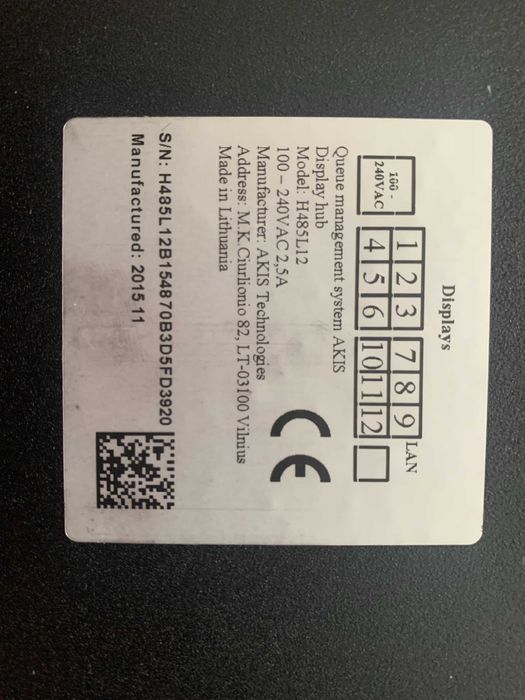 Displays
100 -
240VAC
1 2 3 7 8 9 LAN
4 5 6 10 11 12
Queue management system AKIS
Display hub
Model: H485L12
100 – 240VAC 2,5A
Manufacturer: AKIS Technologies
Address: M.K.Ciurlionio 82, LT-03100 Vilnius
Made in Lithuania
CE
S/N: H485L12B154870B3D5FD3920
Manufactured: 2015 11